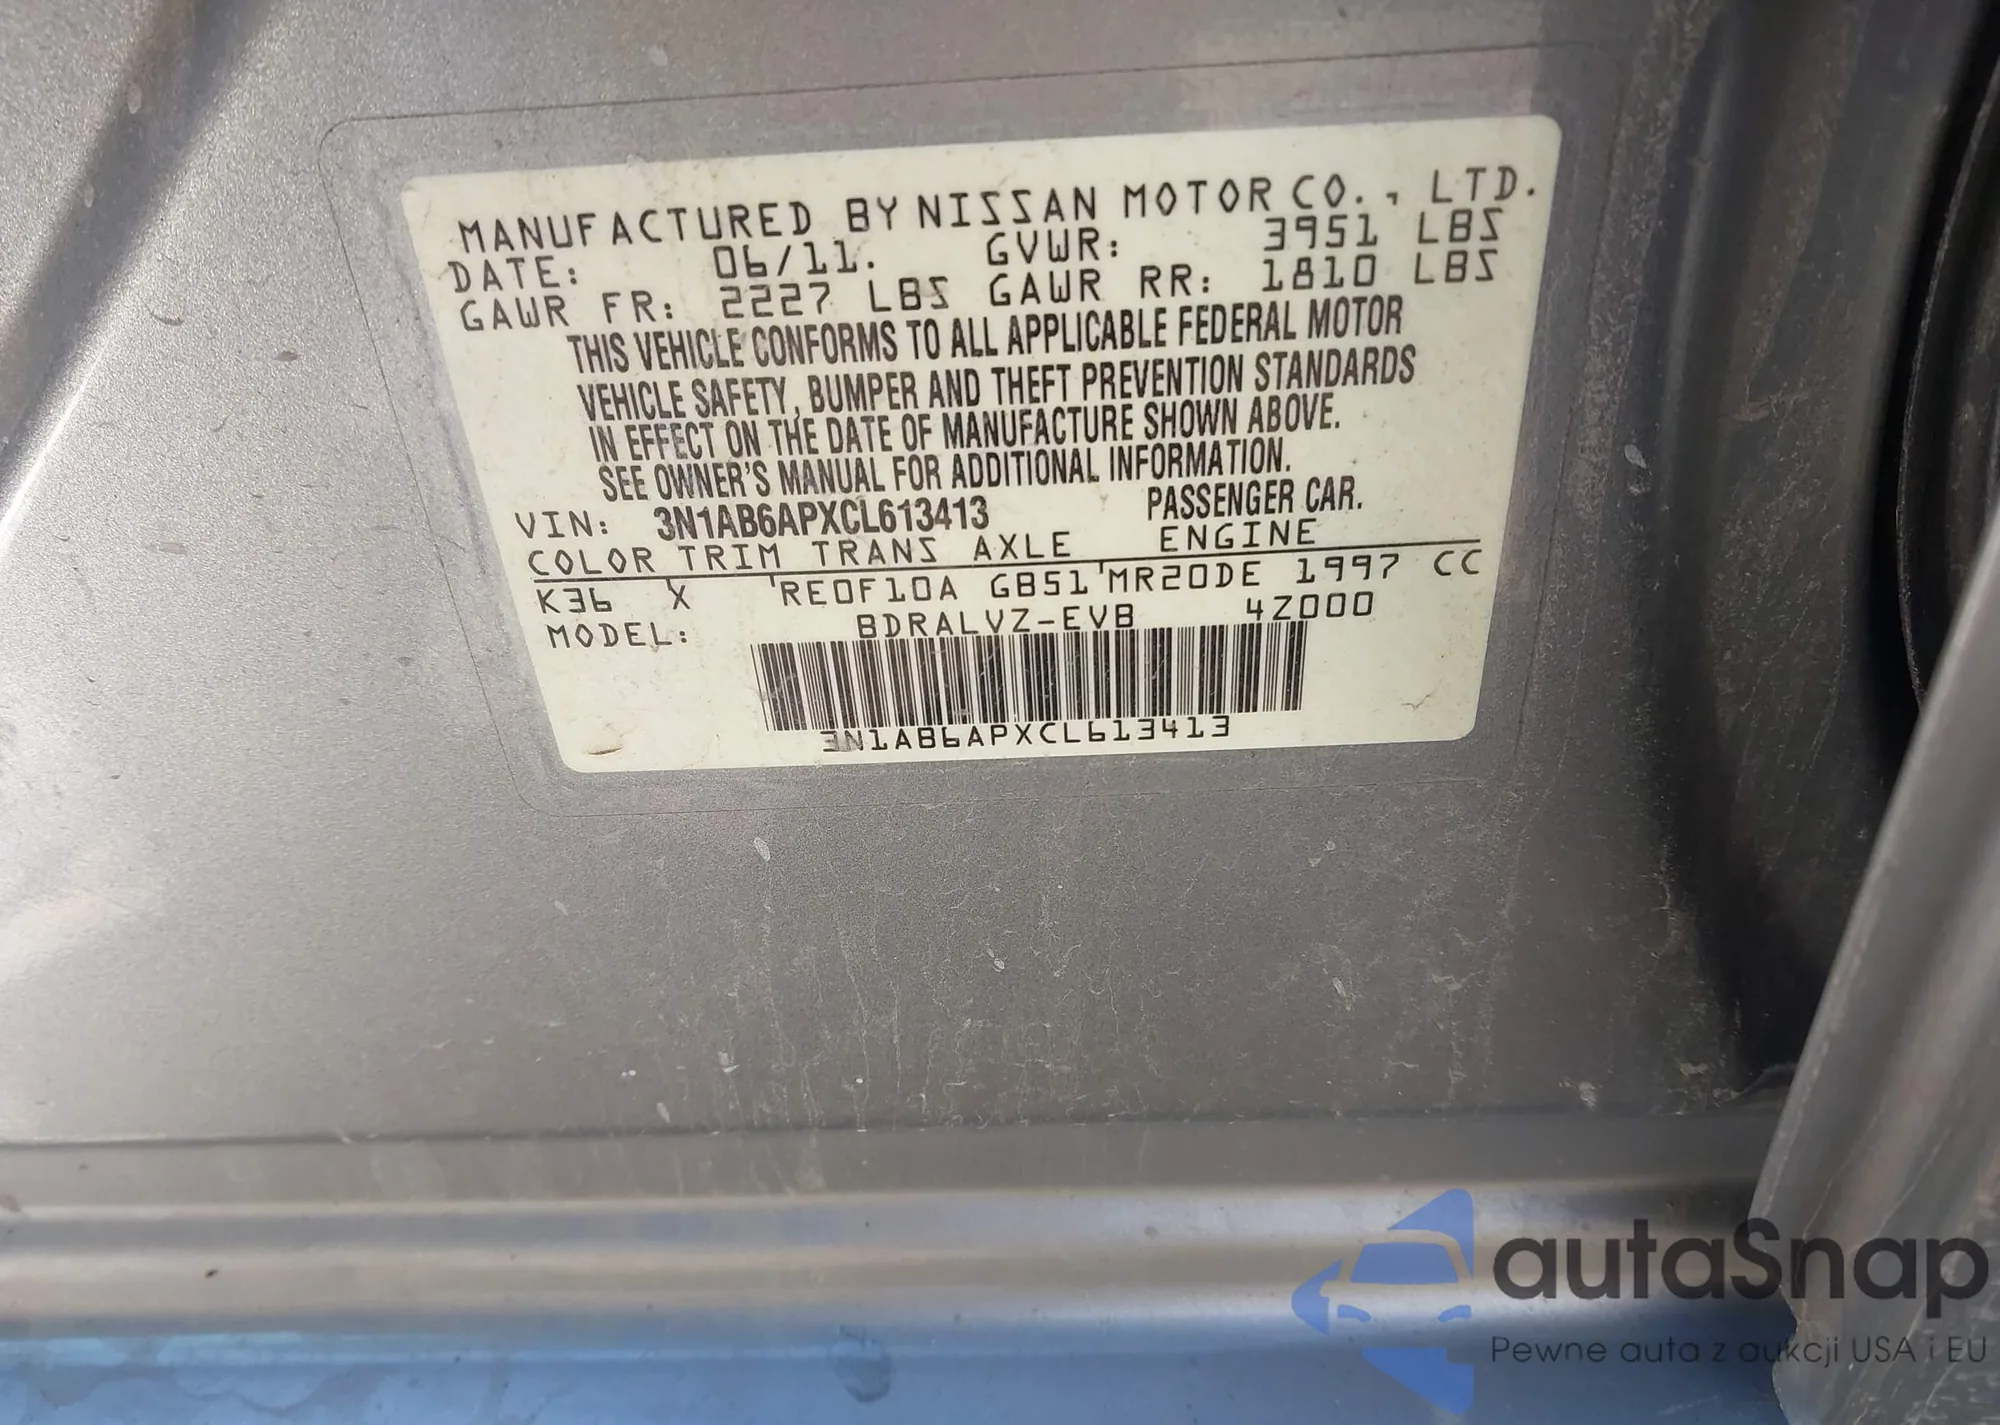 MANUFACTURED BY NISSAN MOTOR CO., LTD.
DATE: 06/11. GVWR: 3951 LBS
GAWR FR: 2227 LBS GAWR RR: 1810 LBS
THIS VEHICLE CONFORMS TO ALL APPLICABLE FEDERAL MOTOR
VEHICLE SAFETY, BUMPER AND THEFT PREVENTION STANDARDS
IN EFFECT ON THE DATE OF MANUFACTURE SHOWN ABOVE.
SEE OWNER'S MANUAL FOR ADDITIONAL INFORMATION.
VIN: 3N1AB6APXCL613413 PASSENGER CAR.
COLOR TRIM TRANS AXLE ENGINE
K36 X RE0F10A GB51 MR20DE 1997 CC
MODEL: BDRALVZ-EVB 4Z000
3N1AB6APXCL613413
autaSnap
Pewne auta z aukcji USA i EU